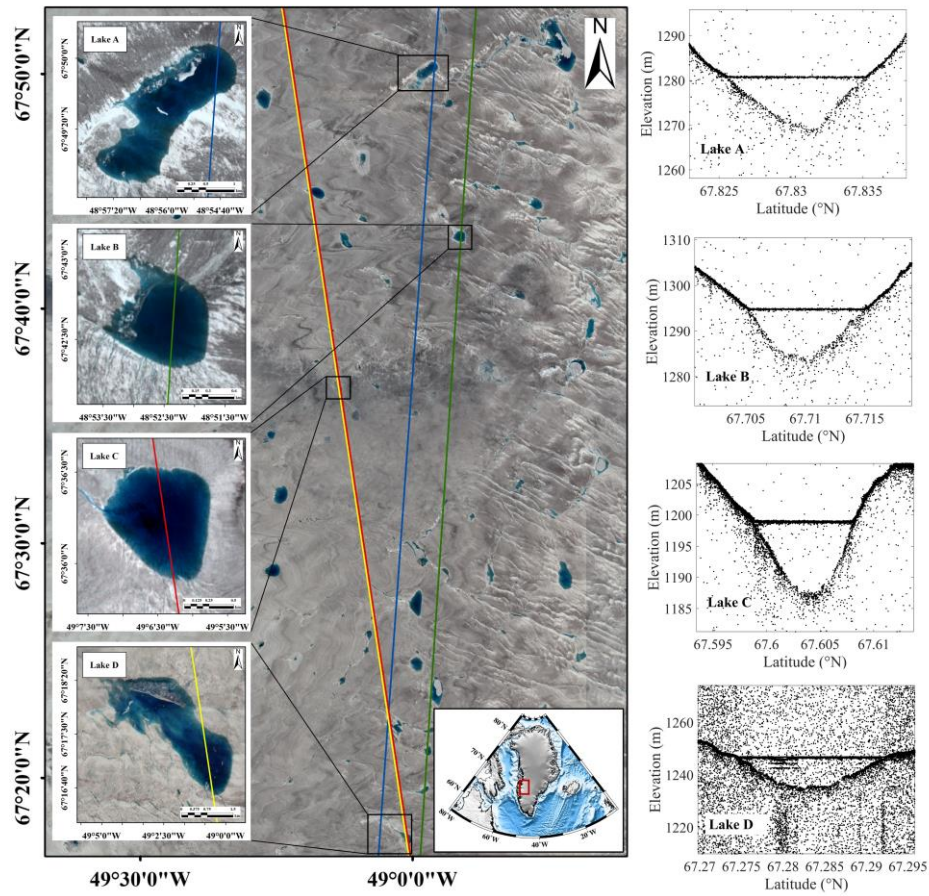 67°50'0"N
67°40'0"N
67°30'0"N
67°20'0"N
49°30'0"W
49°0'0"W
N
Lake A
N
67°50'0"N
67°49'20"N
48°57'20"W
48°56'0"W
48°54'40"W
Lake B
N
67°43'0"N
67°42'30"N
48°53'30"W
48°52'30"W
48°51'30"W
Lake C
N
67°36'30"N
67°36'0"N
49°7'30"W
49°6'30"W
49°5'30"W
Lake D
N
67°18'20"N
67°17'30"N
67°16'40"N
49°5'0"W
49°2'30"W
49°0'0"W
80°N
70°N
60°N
80°N
70°N
60°N
60°W
40°W
20°W
Elevation (m)
1290
1280
1270
1260
Lake A
67.825
67.83
67.835
Latitude (°N)
Elevation (m)
1310
1300
1290
1280
Lake B
67.705
67.71
67.715
Latitude (°N)
Elevation (m)
1205
1199
1195
1190
1185
Lake C
67.595
67.6
67.605
67.61
Latitude (°N)
Elevation (m)
1260
1240
1220
Lake D
67.27
67.275
67.28
67.285
67.29
67.295
Latitude (°N)